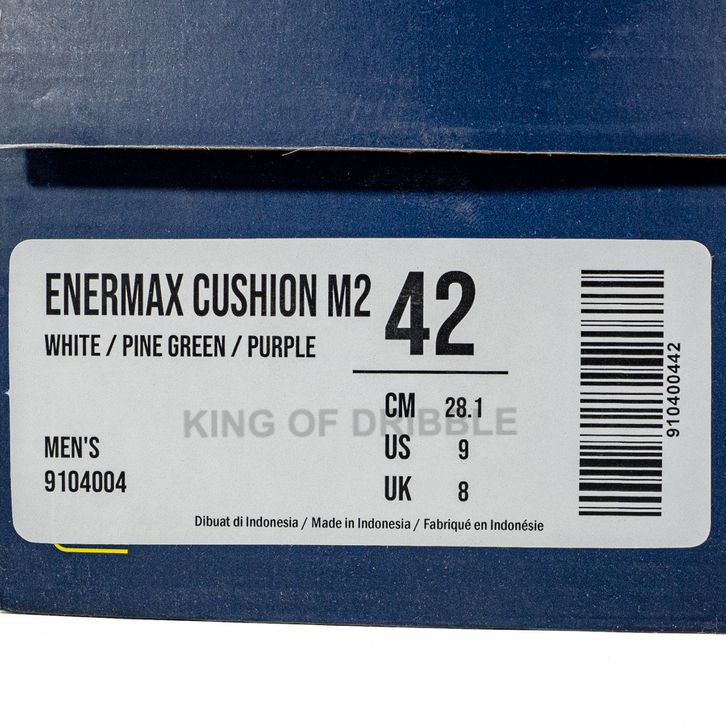 ENERMAX CUSHION M2
WHITE / PINE GREEN / PURPLE
42
CM 28.1
US 9
UK 8
KING OF DRIBBLE
MEN'S
9104004
Dibuat di Indonesia / Made in Indonesia / Fabriqué en Indonésie
910400442